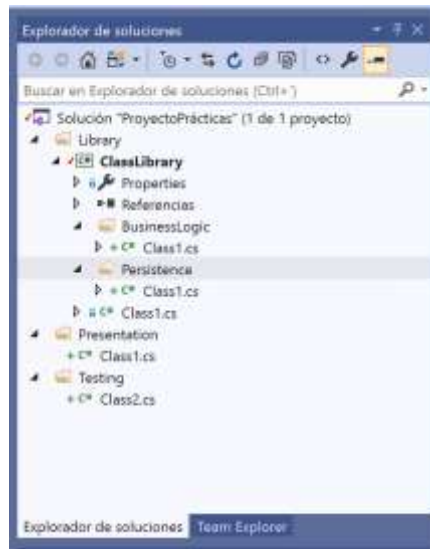 Explorador de soluciones
Buscar en Explorador de soluciones (Ctrl+´)
Solución "ProyectoPrácticas" (1 de 1 proyecto)
Library
ClassLibrary
Properties
Referencias
BusinessLogic
Class1.cs
Persistence
Class1.cs
Class1.cs
Presentation
Class1.cs
Testing
Class2.cs
Explorador de soluciones Team Explorer